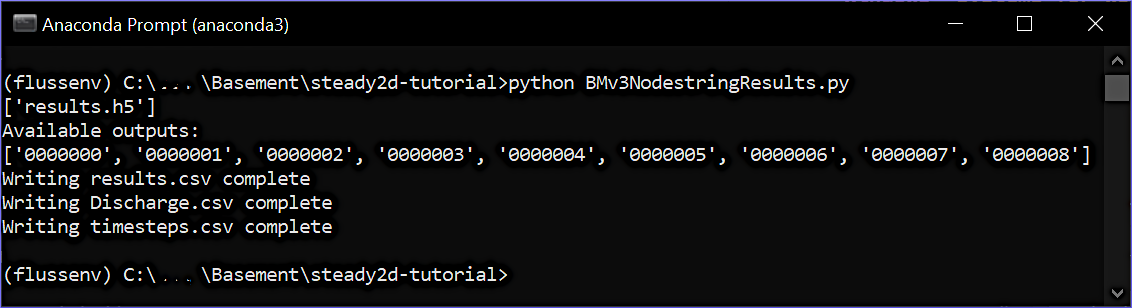 Anaconda Prompt (anaconda3)
(flussenv) C:\...\Basement\steady2d-tutorial>python BMv3NodestringResults.py
['results.h5']
Available outputs:
['0000000', '0000001', '0000002', '0000003', '0000004', '0000005', '0000006', '0000007', '0000008']
Writing results.csv complete
Writing Discharge.csv complete
Writing timesteps.csv complete
(flussenv) C:\...\Basement\steady2d-tutorial>